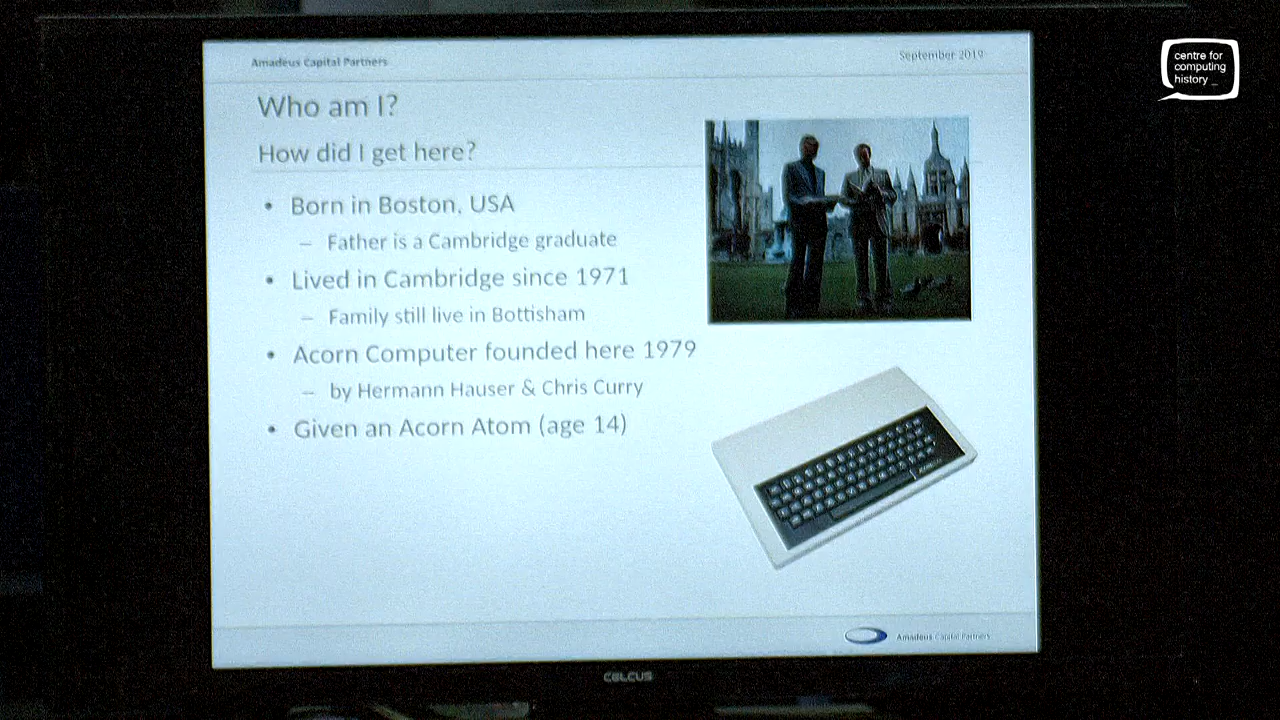 Amadeus Capital Partners
September 2019
centre for
computing
history _
Who am I?
How did I get here?
• Born in Boston, USA
– Father is a Cambridge graduate
• Lived in Cambridge since 1971
– Family still live in Bottisham
• Acorn Computer founded here 1979
– by Hermann Hauser & Chris Curry
• Given an Acorn Atom (age 14)
Amadeus Capital Partners
CELCUS